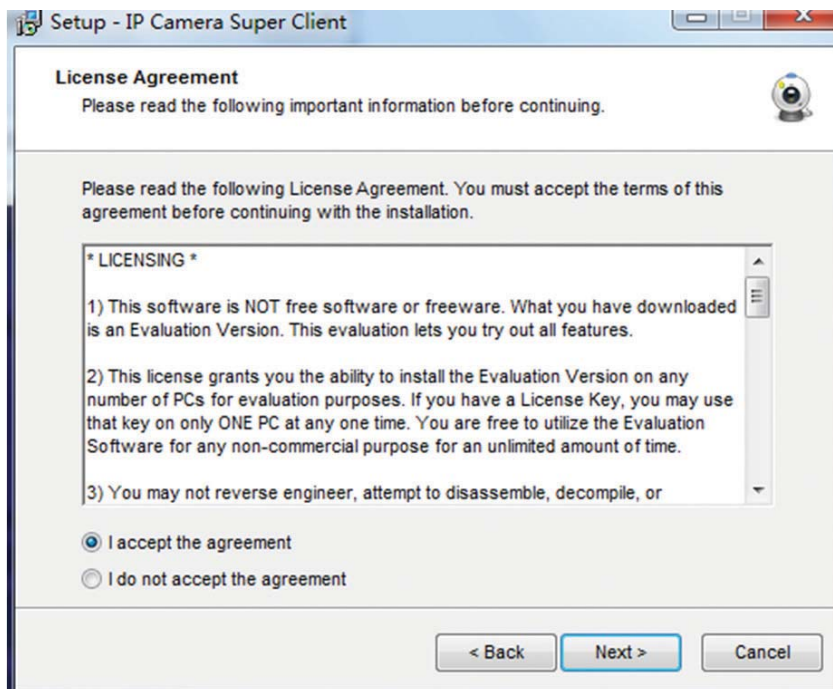 Setup - IP Camera Super Client
License Agreement
Please read the following important information before continuing.
Please read the following License Agreement. You must accept the terms of this
agreement before continuing with the installation.
* LICENSING *
1) This software is NOT free software or freeware. What you have downloaded
is an Evaluation Version. This evaluation lets you try out all features.
2) This license grants you the ability to install the Evaluation Version on any
number of PCs for evaluation purposes. If you have a License Key, you may use
that key on only ONE PC at any one time. You are free to utilize the Evaluation
Software for any non-commercial purpose for an unlimited amount of time.
3) You may not reverse engineer, attempt to disassemble, decompile, or
I accept the agreement
I do not accept the agreement
< Back Next > Cancel